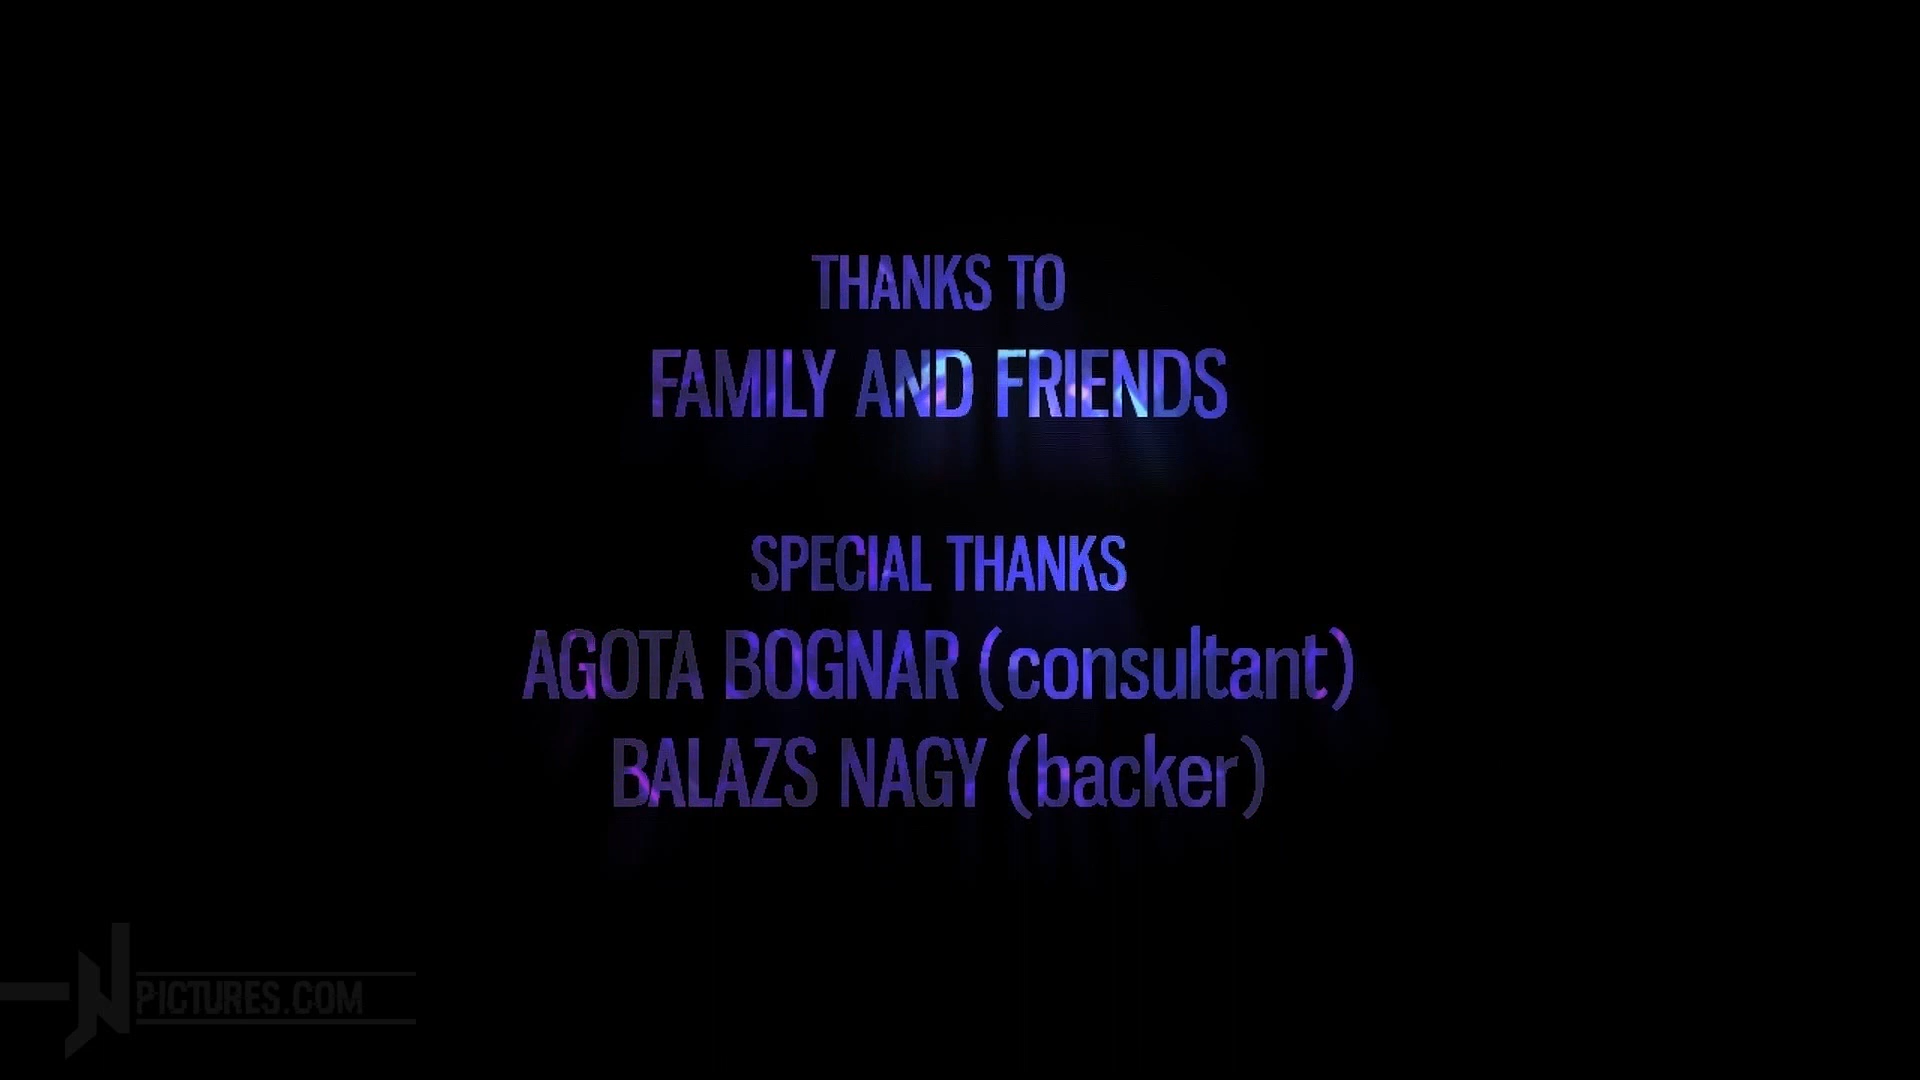 THANKS TO
FAMILY AND FRIENDS
SPECIAL THANKS
AGOTA BOGNAR (consultant)
BALAZS NAGY (backer)
PICTURES.COM